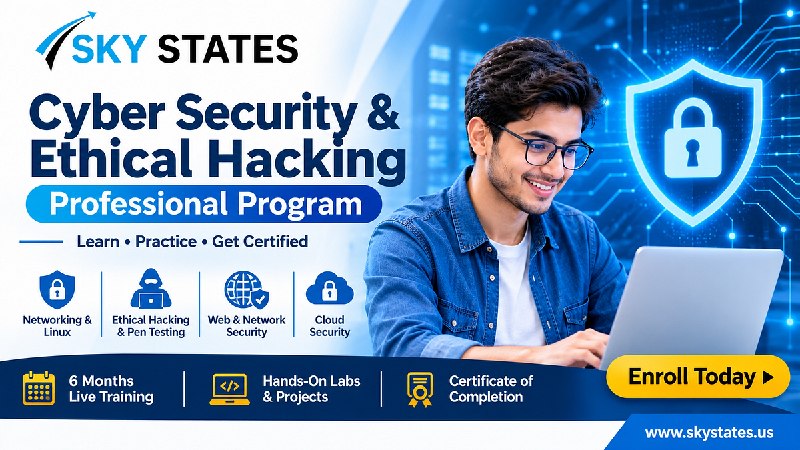 SKY STATES
Cyber Security &
Ethical Hacking
Professional Program
Learn • Practice • Get Certified
Networking &
Linux
Ethical Hacking
& Pen Testing
Web & Network
Security
Cloud
Security
6 Months
Live Training
</>
Hands-On Labs
& Projects
Certificate of
Completion
Enroll Today
www.skystates.us